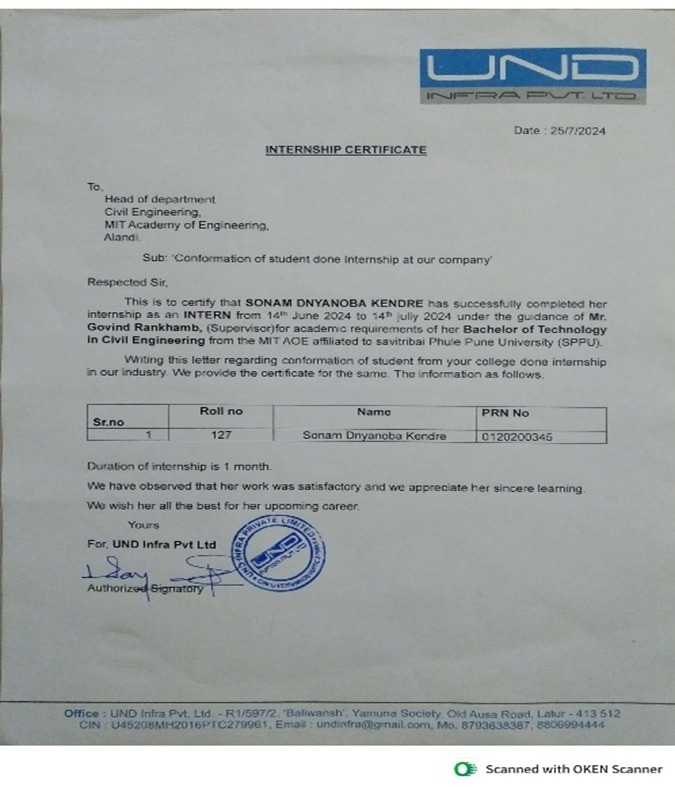 UND
INFRA PVT. LTD.
Date : 25/7/2024
INTERNSHIP CERTIFICATE
To,
Head of department
Civil Engineering,
MIT Academy of Engineering,
Alandi.
Sub: 'Conformation of student done Internship at our company'
Respected Sir,
This is to certify that SONAM DNYANOBA KENDRE has successfully completed her
internship as an INTERN from 14th June 2024 to 14th jully 2024 under the guidance of Mr.
Govind Rankhamb, (Supervisor)for academic requirements of her Bachelor of Technology
in Civil Engineering from the MIT AOE affiliated to savitribai Phule Pune University (SPPU).
Writing this letter regarding conformation of student from your college done internship
in our industry. We provide the certificate for the same. The information as follows.
Sr.no Roll no Name PRN No
1 127 Sonam Dnyanoba Kendre 0120200345
Duration of internship is 1 month.
We have observed that her work was satisfactory and we appreciate her sincere learning.
We wish her all the best for her upcoming career.
Yours
For, UND Infra Pvt Ltd
UND
INFRA PVT. LTD.
Authorized Signatory
Office : UND Infra Pvt. Ltd. - R1/597/2, 'Baliwansh', Yamuna Society, Old Ausa Road, Latur - 413 512
CIN : U45208MH2016PTC279961, Email : undinfra@gmail.com, Mo. 8793638387, 8806994444
Scanned with OKEN Scanner